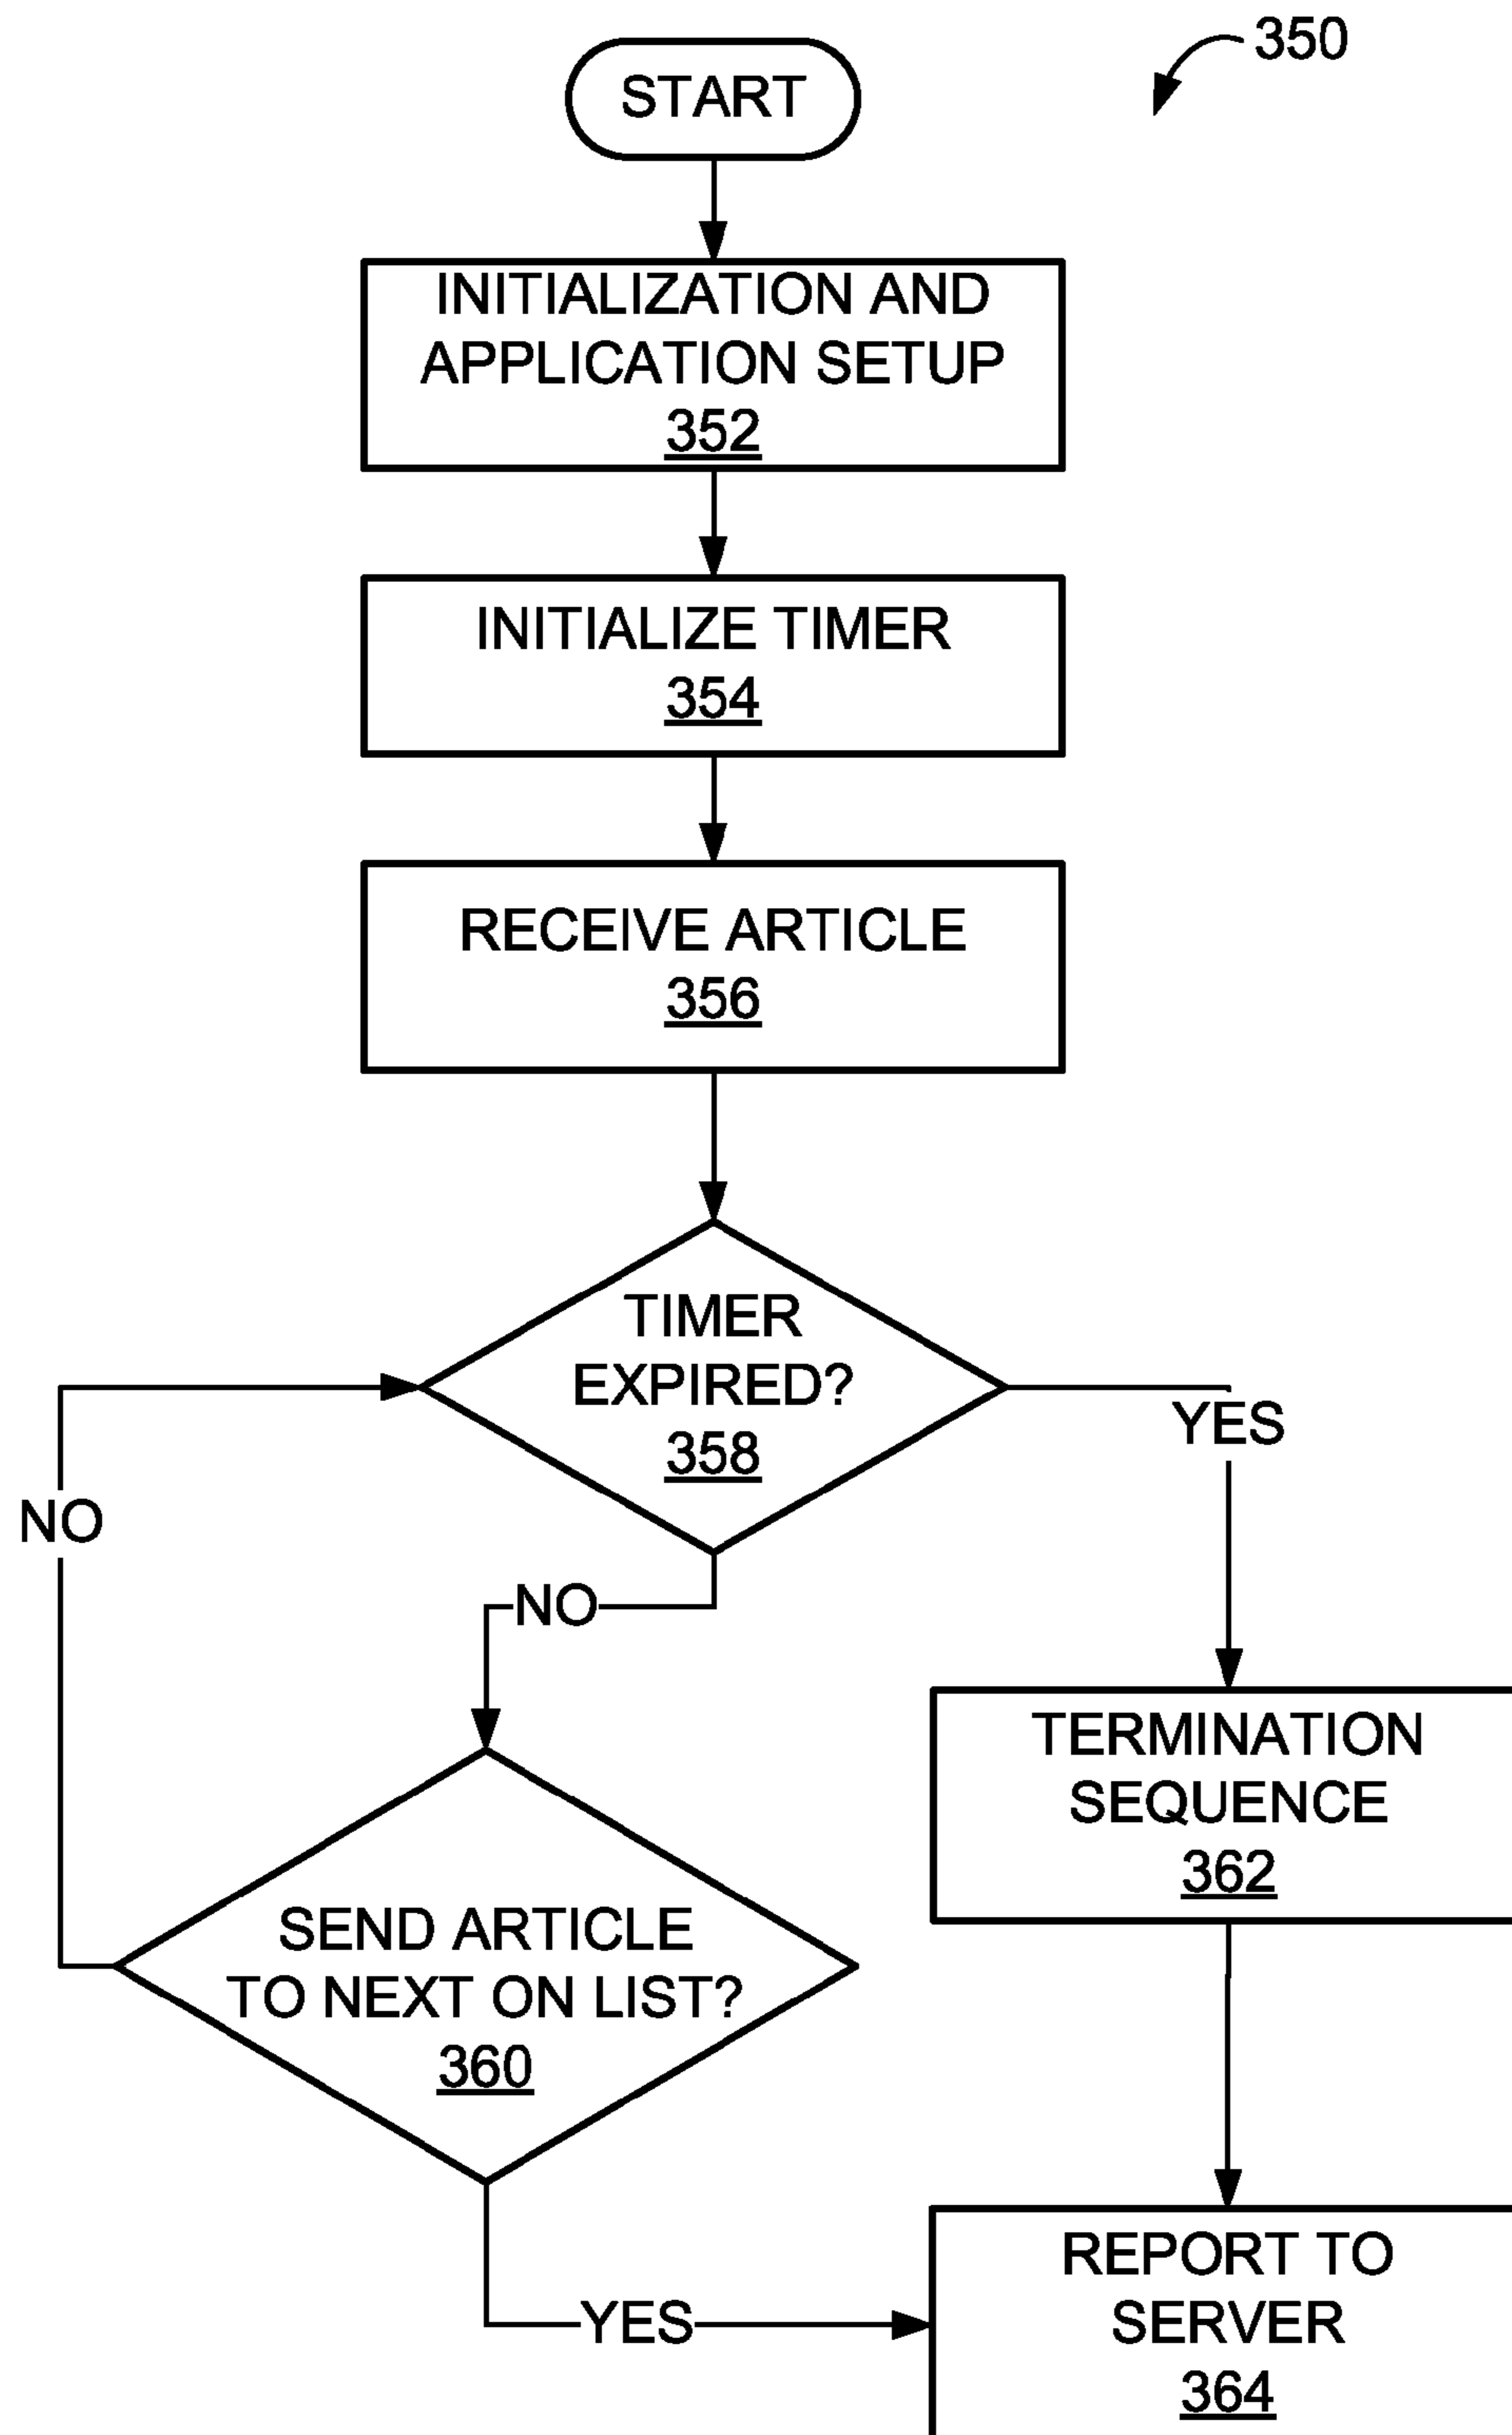 350
START
INITIALIZATION AND
APPLICATION SETUP
352
INITIALIZE TIMER
354
RECEIVE ARTICLE
356
TIMER
EXPIRED?
358
YES
NO
NO
TERMINATION
SEQUENCE
362
SEND ARTICLE
TO NEXT ON LIST?
360
REPORT TO
SERVER
364
YES